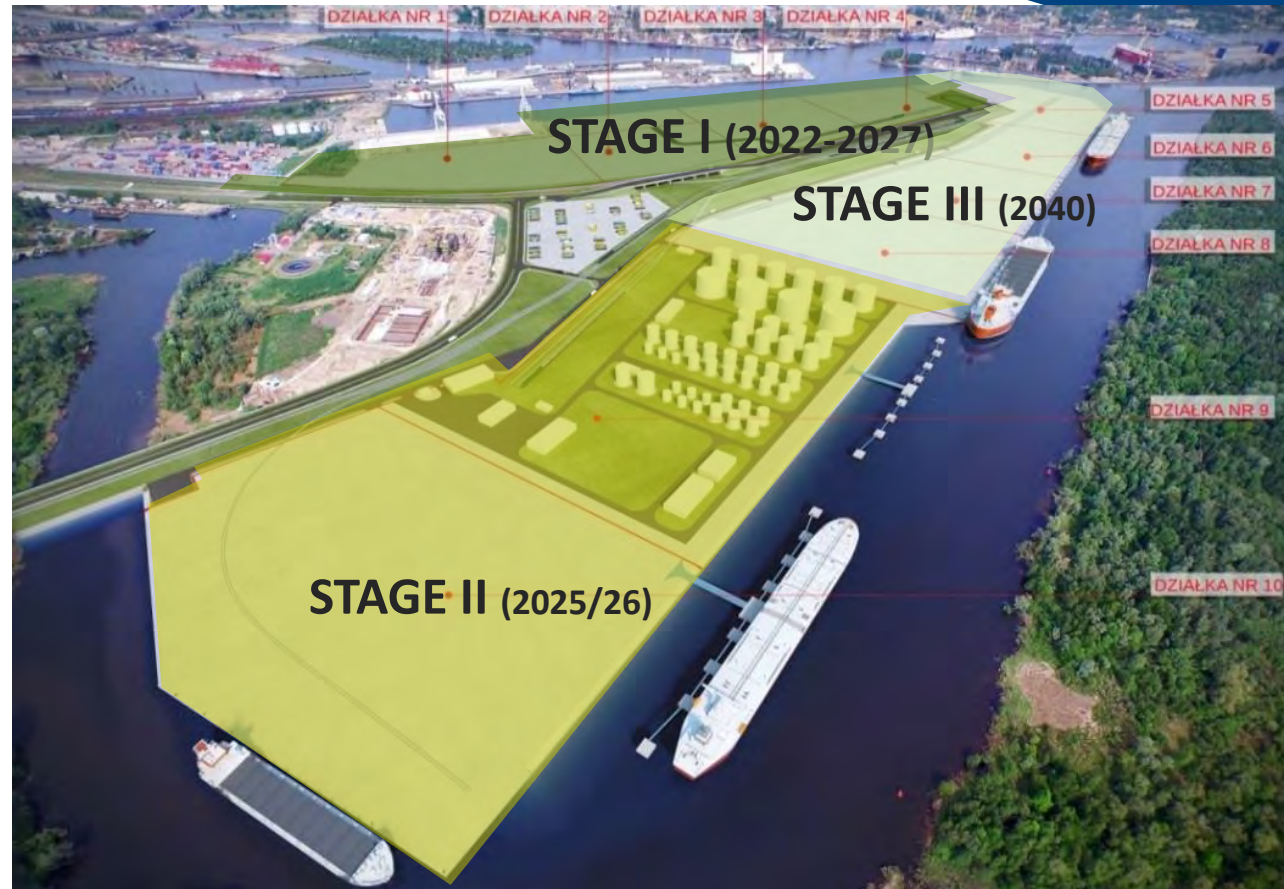 DZIAŁKA NR 1
DZIAŁKA NR 2
DZIAŁKA NR 3
DZIAŁKA NR 4
DZIAŁKA NR 5
STAGE I (2022-2027)
DZIAŁKA NR 6
DZIAŁKA NR 7
STAGE III (2040)
DZIAŁKA NR 8
DZIAŁKA NR 9
DZIAŁKA NR 10
STAGE II (2025/26)